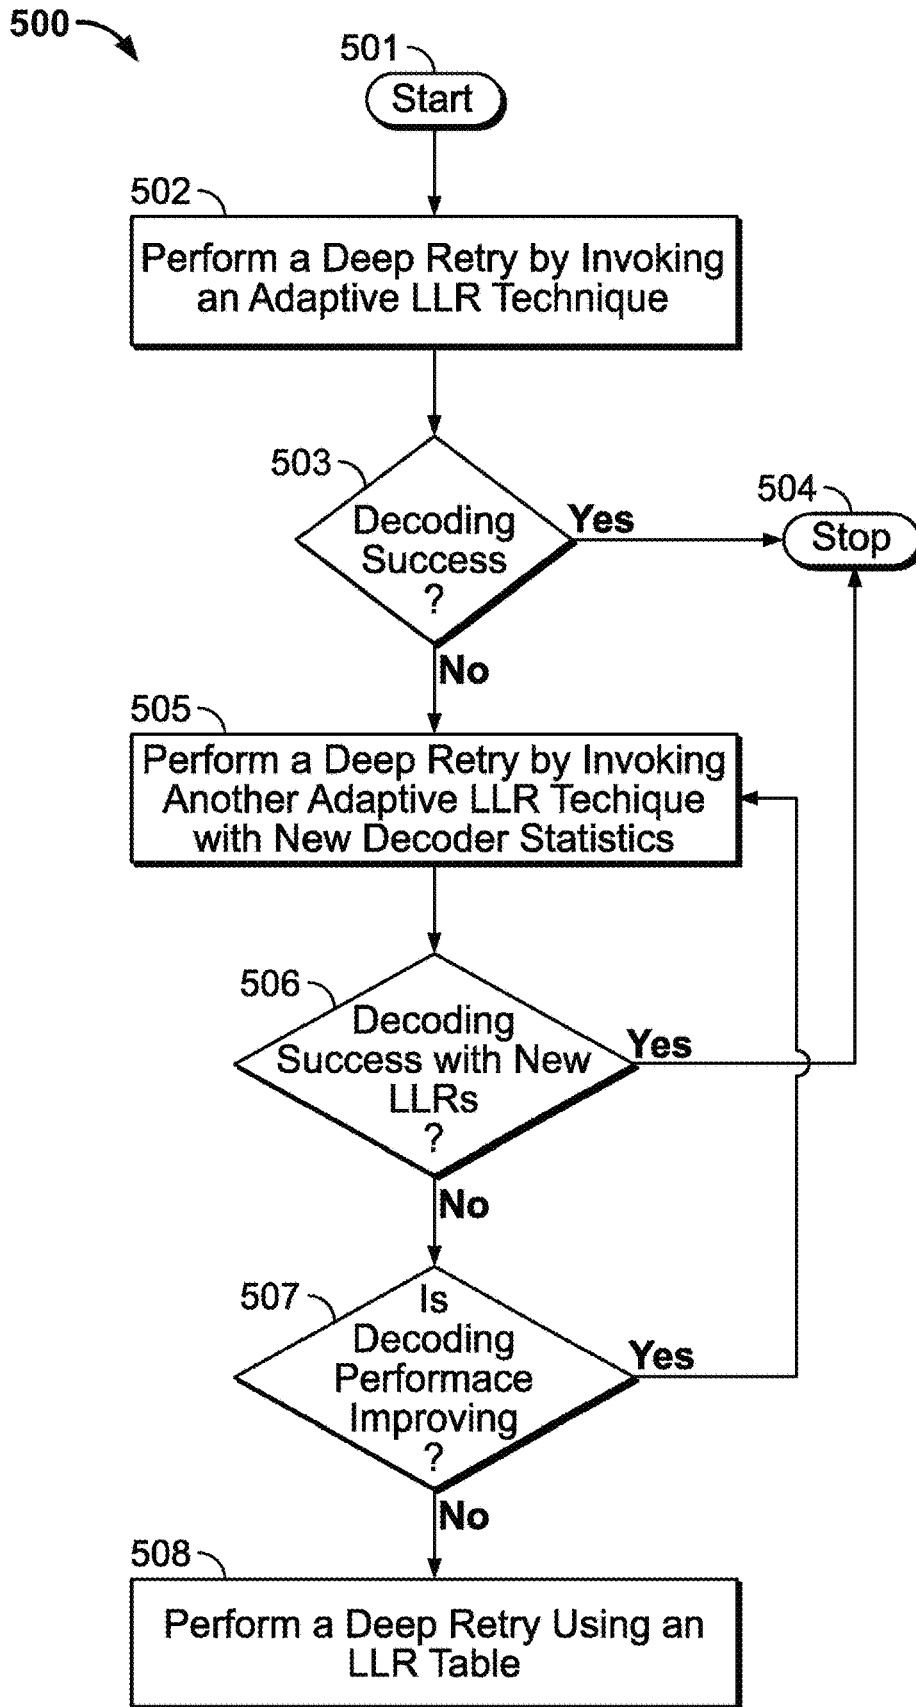 500
501
Start
502
Perform a Deep Retry by Invoking
an Adaptive LLR Technique
503
Decoding
Success
?
Yes
504
Stop
No
505
Perform a Deep Retry by Invoking
Another Adaptive LLR Techique
with New Decoder Statistics
506
Decoding
Success with New
LLRs
?
Yes
No
507
Is
Decoding
Performace
Improving
?
Yes
No
508
Perform a Deep Retry Using an
LLR Table